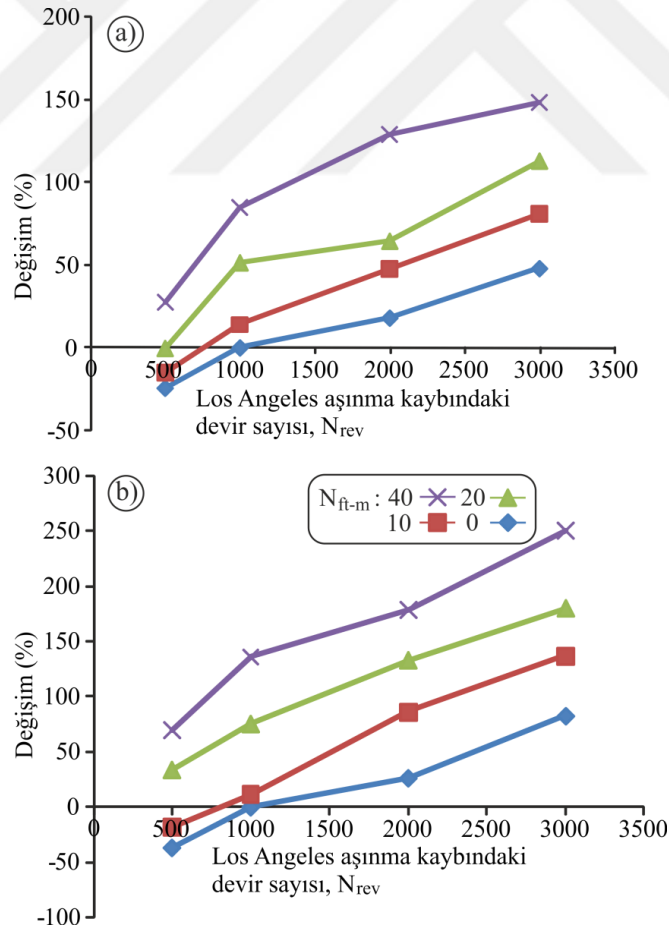 a)
200
150
100
50
0
-50
Değişim (%)
0 500 1000 1500 2000 2500 3000 3500
Los Angeles aşınma kaybındaki
devir sayısı, Nrev
b)
300
250
200
150
100
50
0
-50
-100
Değişim (%)
Nft-m : 40 20
10 0
0 500 1000 1500 2000 2500 3000 3500
Los Angeles aşınma kaybındaki
devir sayısı, Nrev